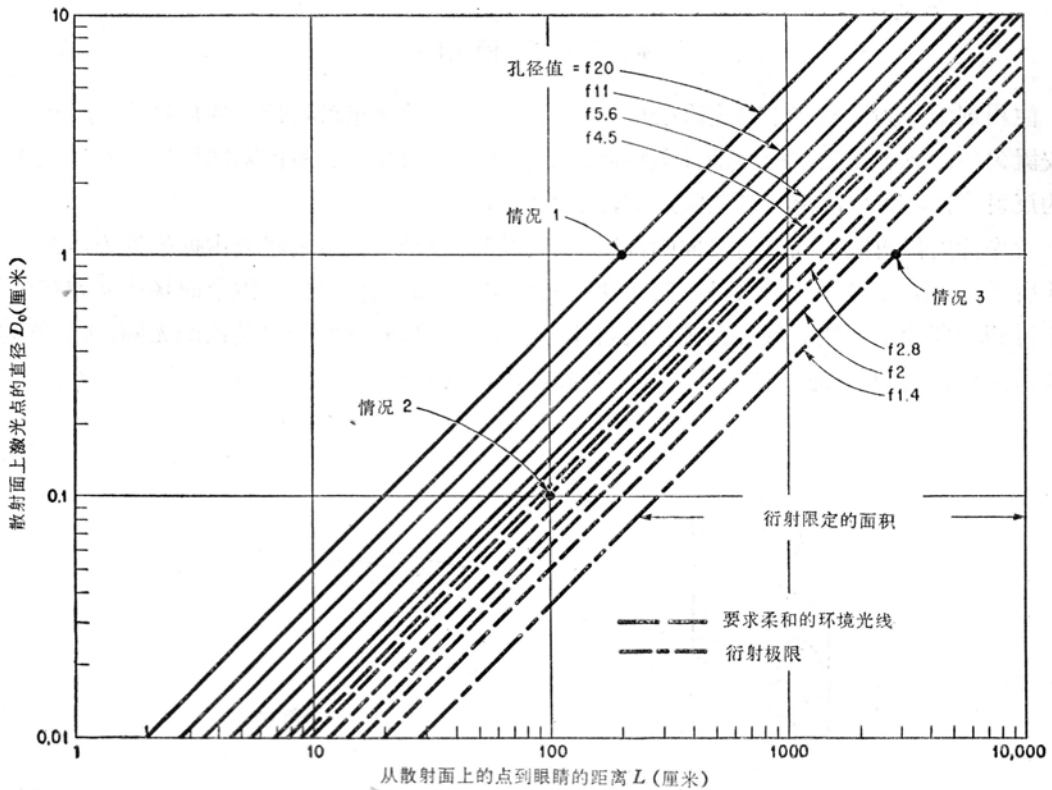 10
1
0.1
0.01
散射面上激光点的直径 D₀(厘米)
孔径值 = f20
f11
f5.6
f4.5
情况 1
情况 2
情况 3
f2.8
f2
f1.4
衍射限定的面积
要求柔和的环境光线
衍射极限
1
10
100
1000
10,000
从散射面上的点到眼睛的距离 L (厘米)